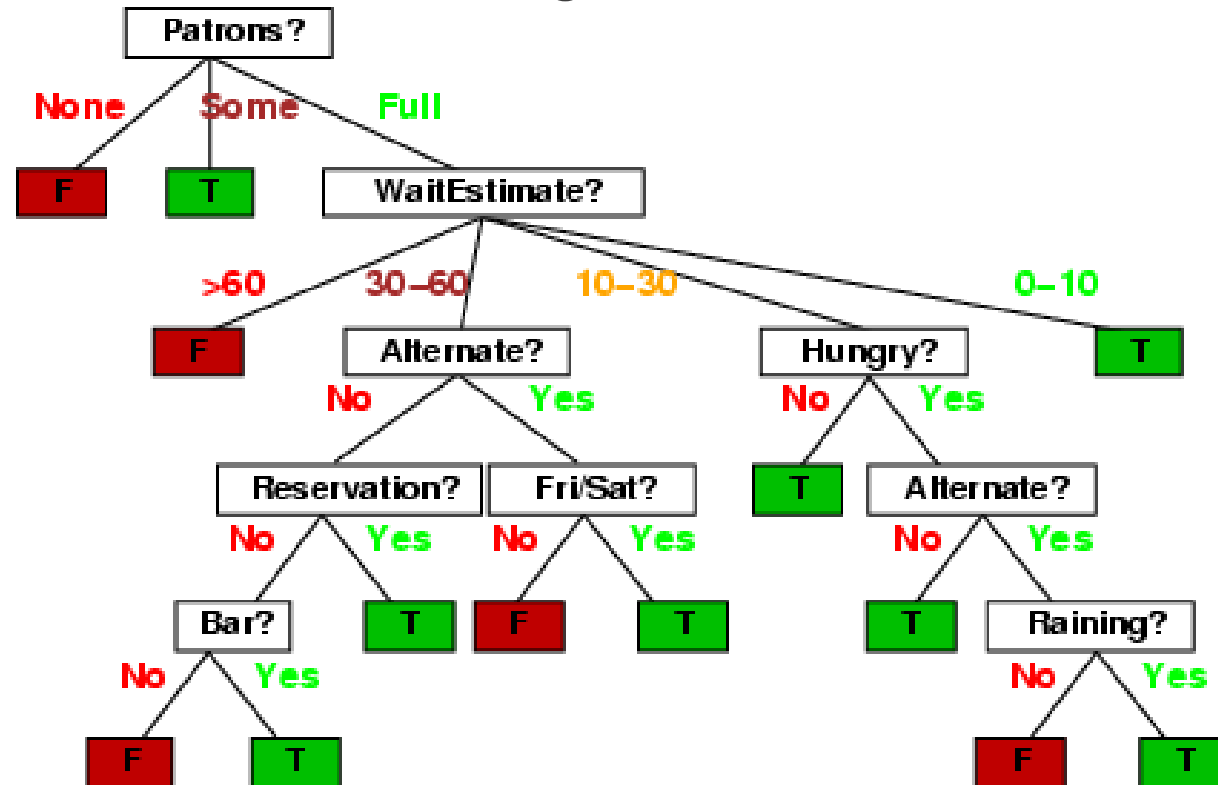 Patrons?
None Some Full
F T WaitEstimate?
>60 30–60 10–30 0–10
F Alternate? Hungry? T
No Yes No Yes
Reservation? Fri/Sat? T Alternate?
No Yes No Yes No Yes
Bar? T F T T Raining?
No Yes No Yes
F T F T